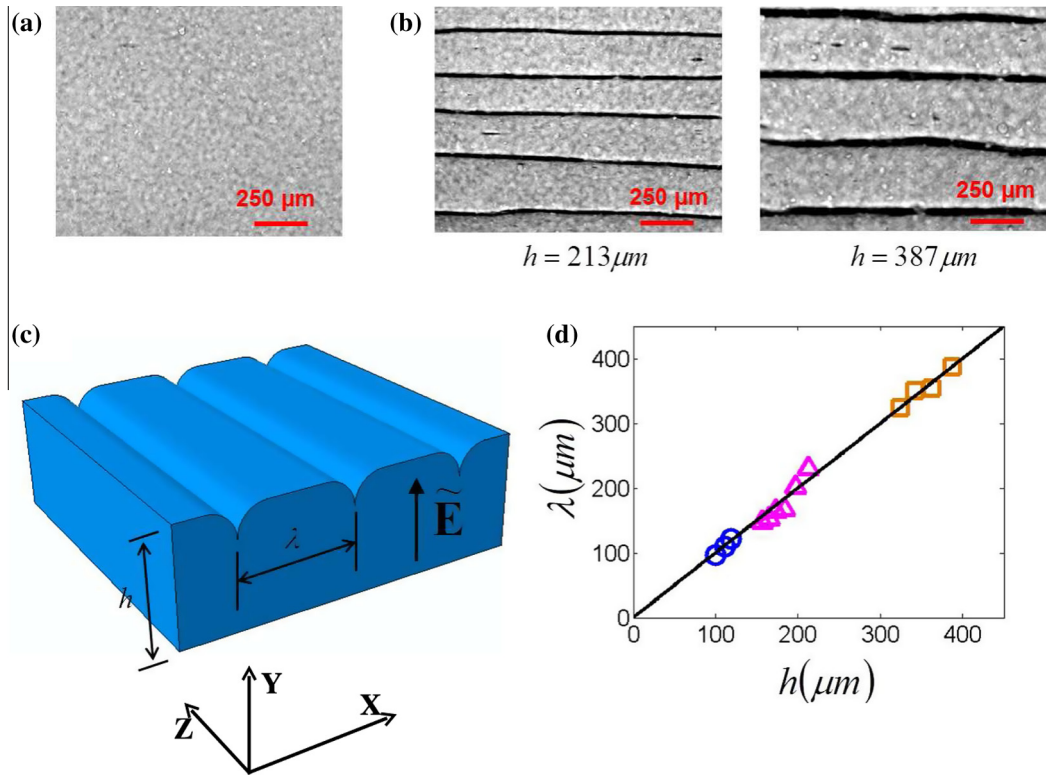 (a)
250 µm
(b)
250 µm
250 µm
h = 213µm
h = 387µm
(c)
λ
Ẽ
h
Y
X
Z
(d)
λ(µm)
400
300
200
100
0
0 100 200 300 400
h(µm)